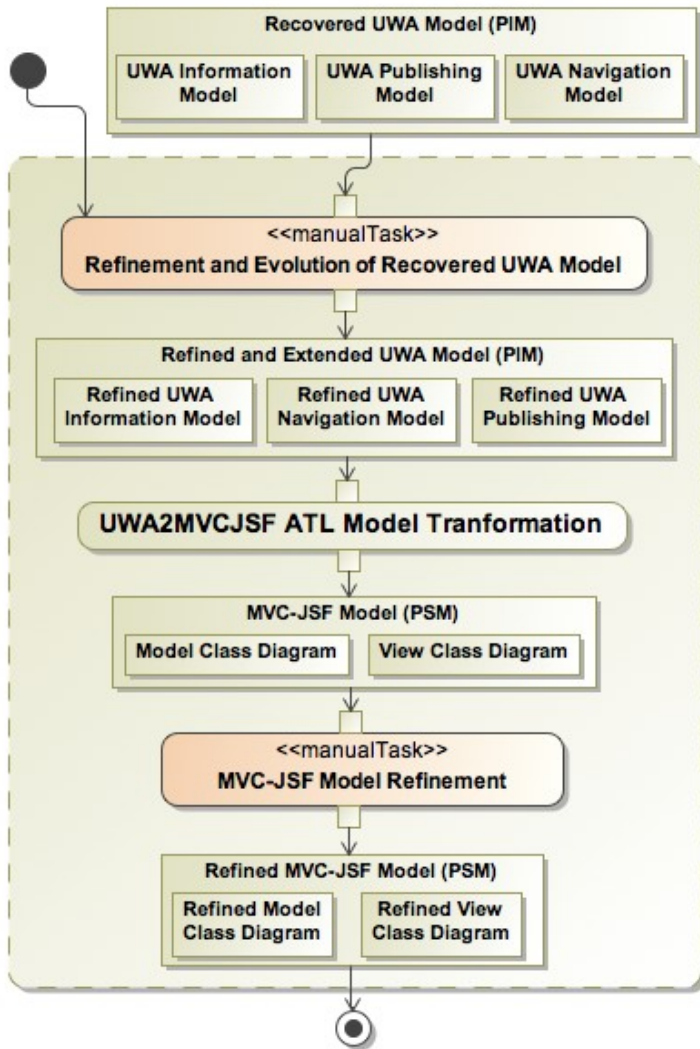 Recovered UWA Model (PIM)
UWA Information
Model
UWA Publishing
Model
UWA Navigation
Model
<<manualTask>>
Refinement and Evolution of Recovered UWA Model
Refined and Extended UWA Model (PIM)
Refined UWA
Information Model
Refined UWA
Navigation Model
Refined UWA
Publishing Model
UWA2MVCJSF ATL Model Tranformation
MVC-JSF Model (PSM)
Model Class Diagram
View Class Diagram
<<manualTask>>
MVC-JSF Model Refinement
Refined MVC-JSF Model (PSM)
Refined Model
Class Diagram
Refined View
Class Diagram